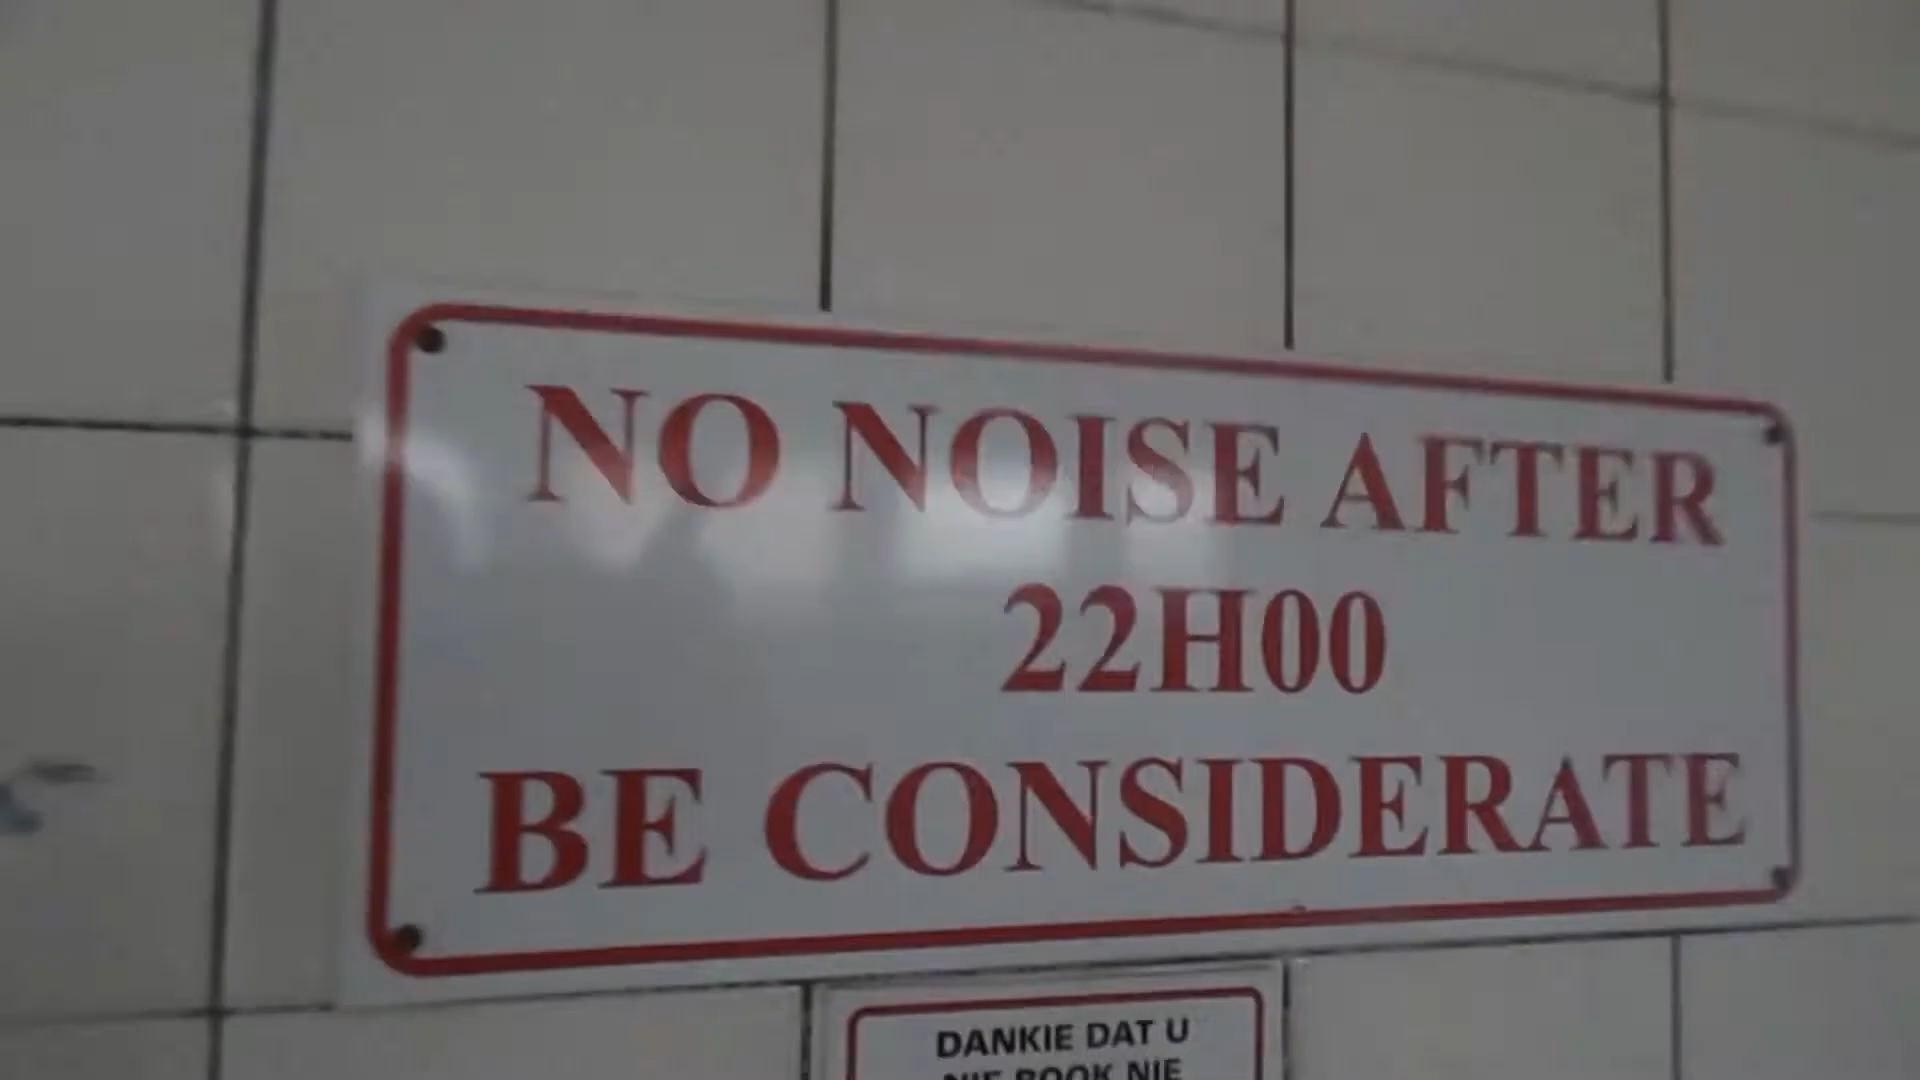 NO NOISE AFTER
22H00
BE CONSIDERATE
DANKIE DAT U
NIE ROOK NIE